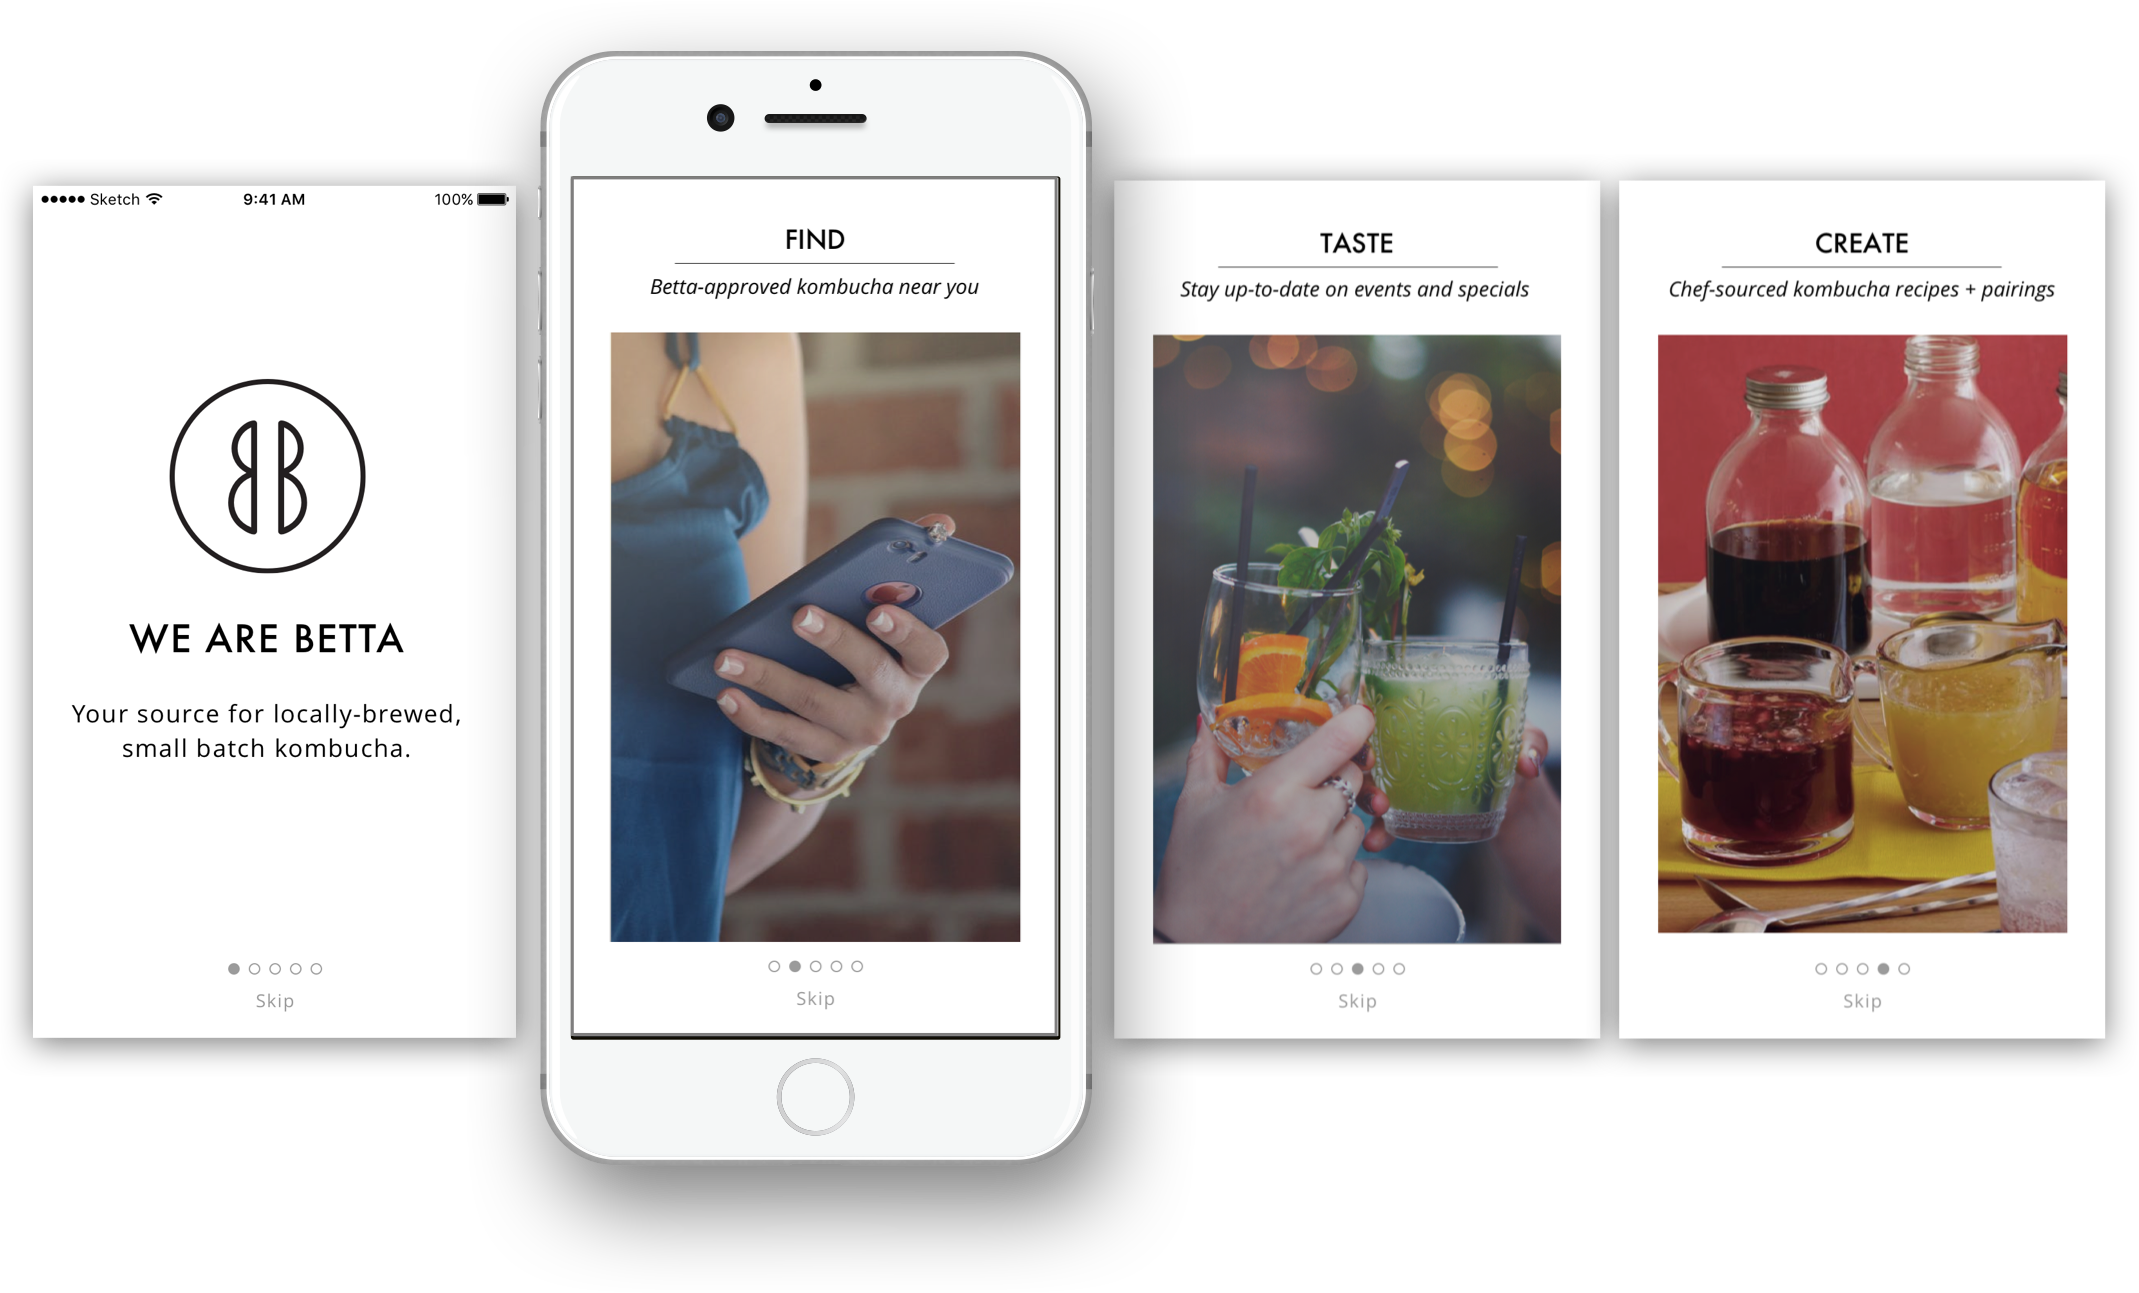 Sketch 9:41 AM 100%
WE ARE BETTA
Your source for locally-brewed,
small batch kombucha.
Skip
FIND
Betta-approved kombucha near you
Skip
TASTE
Stay up-to-date on events and specials
Skip
CREATE
Chef-sourced kombucha recipes + pairings
Skip